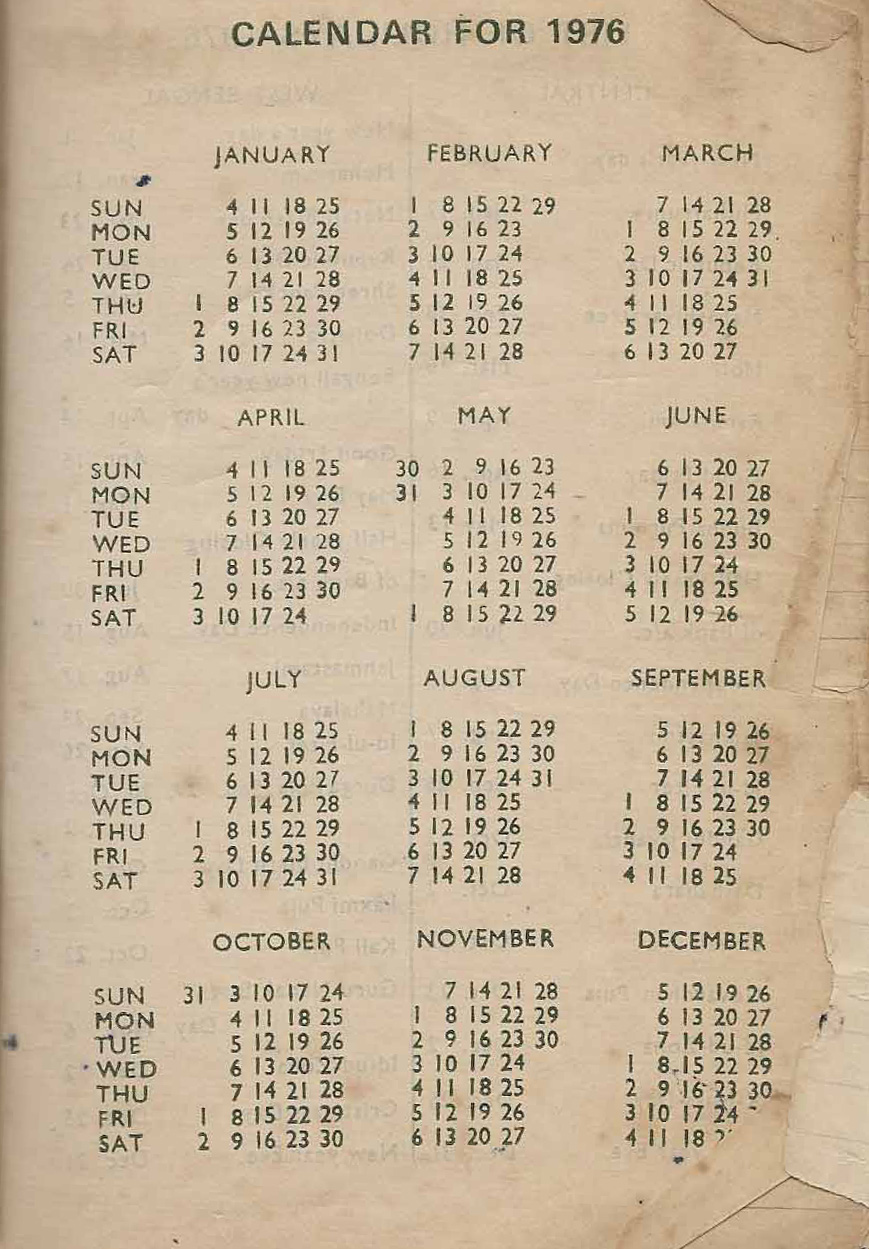 CALENDAR FOR 1976
JANUARY FEBRUARY MARCH
SUN 4 11 18 25 1 8 15 22 29 7 14 21 28
MON 5 12 19 26 2 9 16 23 1 8 15 22 29
TUE 6 13 20 27 3 10 17 24 2 9 16 23 30
WED 7 14 21 28 4 11 18 25 3 10 17 24 31
THU 1 8 15 22 29 5 12 19 26 4 11 18 25
FRI 2 9 16 23 30 6 13 20 27 5 12 19 26
SAT 3 10 17 24 31 7 14 21 28 6 13 20 27
APRIL MAY JUNE
SUN 4 11 18 25 30 2 9 16 23 6 13 20 27
MON 5 12 19 26 31 3 10 17 24 7 14 21 28
TUE 6 13 20 27 4 11 18 25 1 8 15 22 29
WED 7 14 21 28 5 12 19 26 2 9 16 23 30
THU 1 8 15 22 29 6 13 20 27 3 10 17 24
FRI 2 9 16 23 30 7 14 21 28 4 11 18 25
SAT 3 10 17 24 1 8 15 22 29 5 12 19 26
JULY AUGUST SEPTEMBER
SUN 4 11 18 25 1 8 15 22 29 5 12 19 26
MON 5 12 19 26 2 9 16 23 30 6 13 20 27
TUE 6 13 20 27 3 10 17 24 31 7 14 21 28
WED 7 14 21 28 4 11 18 25 1 8 15 22 29
THU 1 8 15 22 29 5 12 19 26 2 9 16 23 30
FRI 2 9 16 23 30 6 13 20 27 3 10 17 24
SAT 3 10 17 24 31 7 14 21 28 4 11 18 25
OCTOBER NOVEMBER DECEMBER
SUN 31 3 10 17 24 7 14 21 28 5 12 19 26
MON 4 11 18 25 1 8 15 22 29 6 13 20 27
TUE 5 12 19 26 2 9 16 23 30 7 14 21 28
WED 6 13 20 27 3 10 17 24 1 8 15 22 29
THU 7 14 21 28 4 11 18 25 2 9 16 23 30
FRI 1 8 15 22 29 5 12 19 26 3 10 17 24
SAT 2 9 16 23 30 6 13 20 27 4 11 18